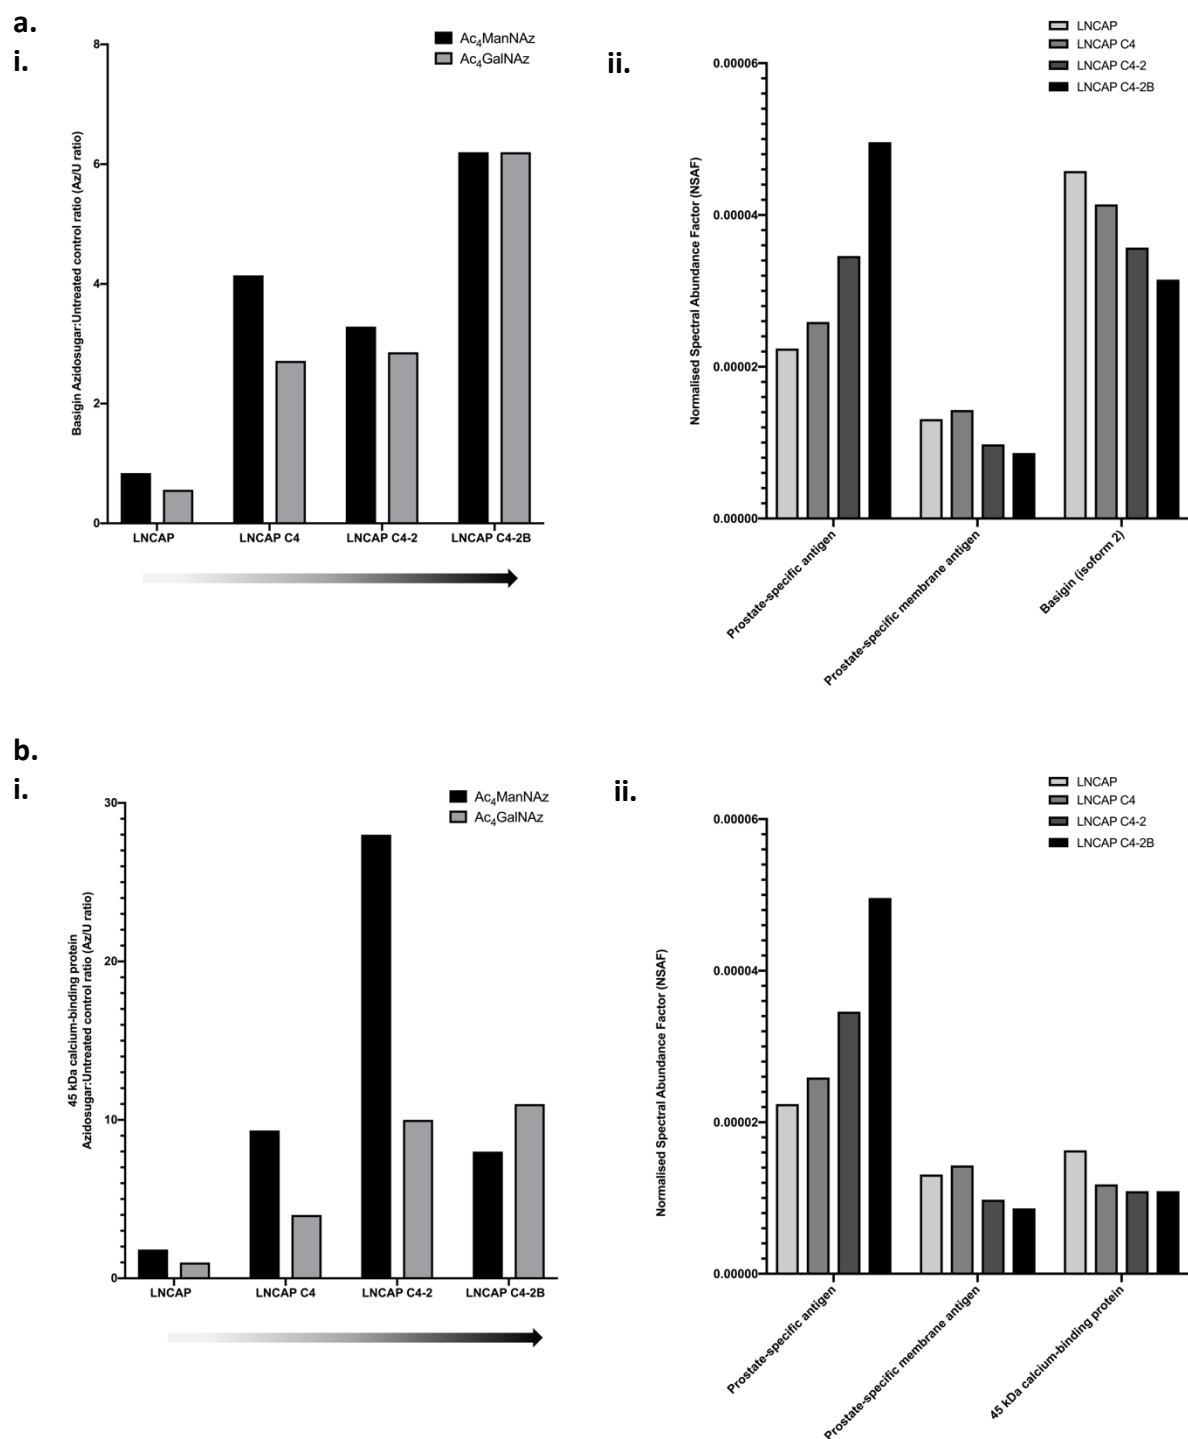 a.
i.
Ac₄ManNAz
Ac₄GalNAz
8
6
4
2
0
Basigin Azidosugar:Untreated control ratio (Az/U ratio)
LNCAP
LNCAP C4
LNCAP C4-2
LNCAP C4-2B
ii.
LNCAP
LNCAP C4
LNCAP C4-2
LNCAP C4-2B
0.00006
0.00004
0.00002
0.00000
Normalised Spectral Abundance Factor (NSAF)
Prostate-specific antigen
Prostate-specific membrane antigen
Basigin (isoform 2)
b.
i.
Ac₄ManNAz
Ac₄GalNAz
30
20
10
0
45 kDa calcium-binding protein
Azidosugar:Untreated control ratio (Az/U ratio)
LNCAP
LNCAP C4
LNCAP C4-2
LNCAP C4-2B
ii.
LNCAP
LNCAP C4
LNCAP C4-2
LNCAP C4-2B
0.00006
0.00004
0.00002
0.00000
Normalised Spectral Abundance Factor (NSAF)
Prostate-specific antigen
Prostate-specific membrane antigen
45 kDa calcium-binding protein